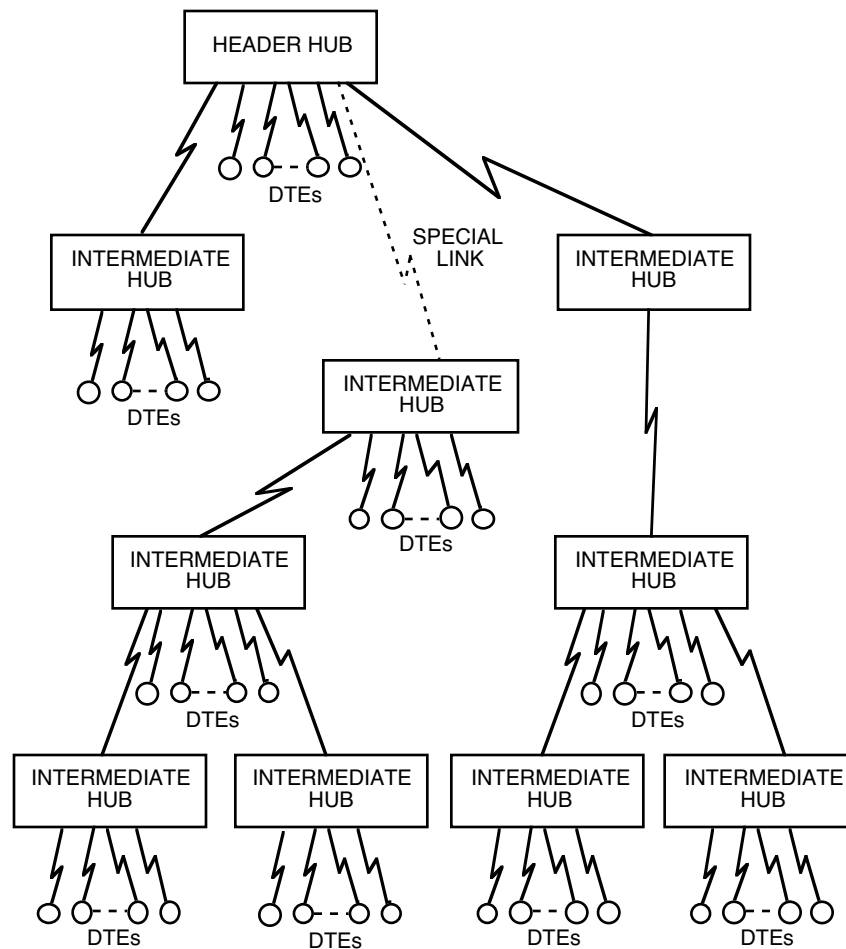 HEADER HUB
DTEs
SPECIAL
LINK
INTERMEDIATE
HUB
INTERMEDIATE
HUB
DTEs
INTERMEDIATE
HUB
DTEs
INTERMEDIATE
HUB
INTERMEDIATE
HUB
DTEs
DTEs
INTERMEDIATE
HUB
INTERMEDIATE
HUB
INTERMEDIATE
HUB
INTERMEDIATE
HUB
DTEs
DTEs
DTEs
DTEs